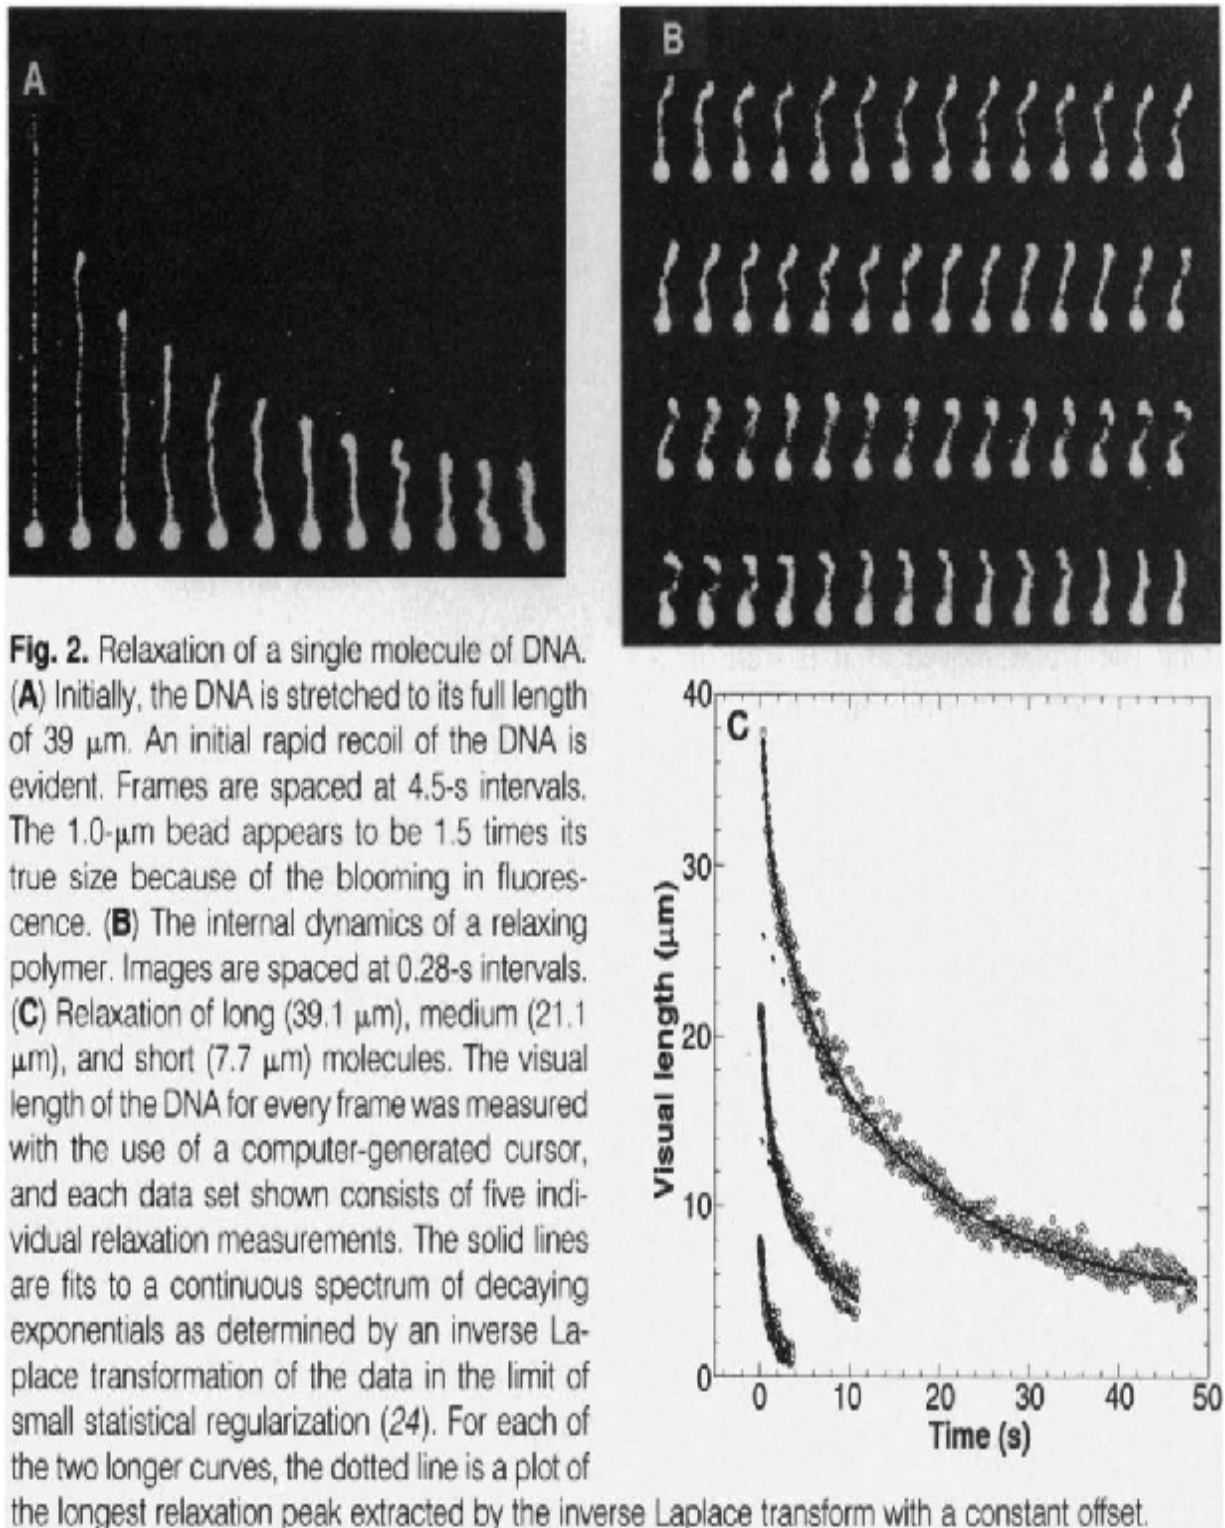 A
B
Fig. 2. Relaxation of a single molecule of DNA.
(A) Initially, the DNA is stretched to its full length
of 39 μm. An initial rapid recoil of the DNA is
evident. Frames are spaced at 4.5-s intervals.
The 1.0-μm bead appears to be 1.5 times its
true size because of the blooming in fluores-
cence. (B) The internal dynamics of a relaxing
polymer. Images are spaced at 0.28-s intervals.
(C) Relaxation of long (39.1 μm), medium (21.1
μm), and short (7.7 μm) molecules. The visual
length of the DNA for every frame was measured
with the use of a computer-generated cursor,
and each data set shown consists of five indi-
vidual relaxation measurements. The solid lines
are fits to a continuous spectrum of decaying
exponentials as determined by an inverse La-
place transformation of the data in the limit of
small statistical regularization (24). For each of
the two longer curves, the dotted line is a plot of
the longest relaxation peak extracted by the inverse Laplace transform with a constant offset.
C
40
30
20
10
0
Visual length (μm)
0 10 20 30 40 50
Time (s)